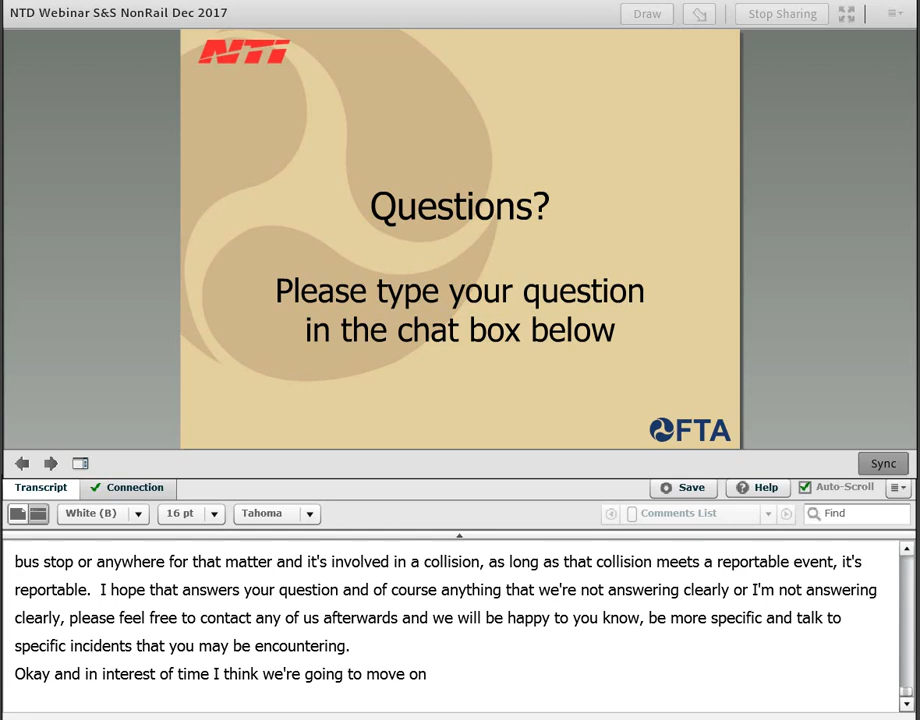 NTD Webinar S&S NonRail Dec 2017
Draw
Stop Sharing
NTI
Questions?
Please type your question
in the chat box below
FTA
Sync
Transcript
Connection
Save
Help
Auto-Scroll
White (B)
16 pt
Tahoma
Comments List
Find
bus stop or anywhere for that matter and it's involved in a collision, as long as that collision meets a reportable event, it's
reportable.  I hope that answers your question and of course anything that we're not answering clearly or I'm not answering
clearly, please feel free to contact any of us afterwards and we will be happy to you know, be more specific and talk to
specific incidents that you may be encountering.
Okay and in interest of time I think we're going to move on